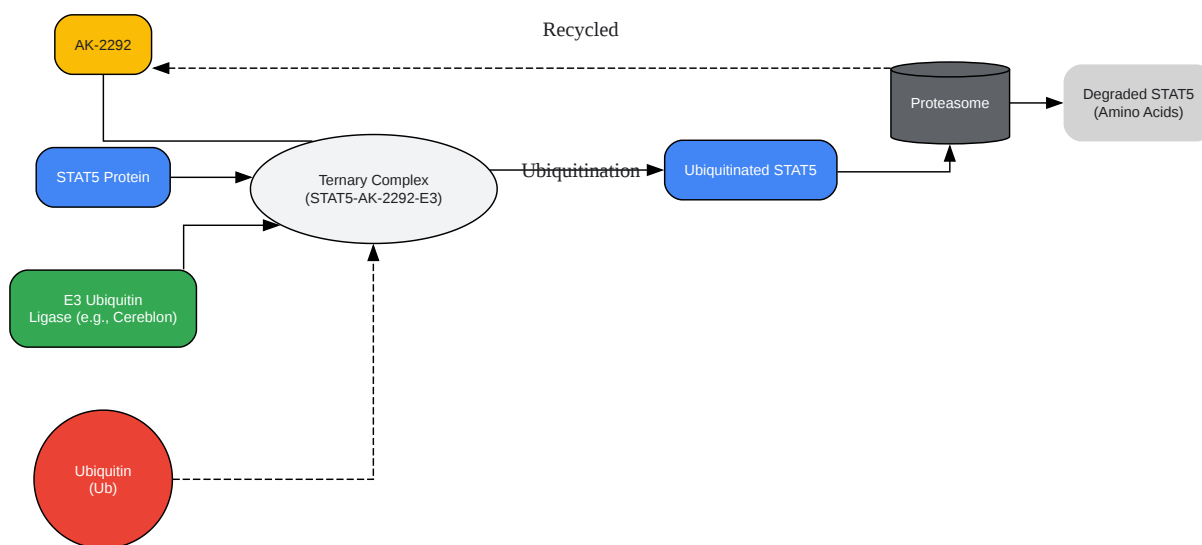 AK-2292
Recycled
Proteasome
Degraded STAT5
(Amino Acids)
STAT5 Protein
Ternary Complex
(STAT5-AK-2292-E3)
Ubiquitination
Ubiquitinated STAT5
E3 Ubiquitin
Ligase (e.g., Cereblon)
Ubiquitin
(Ub)